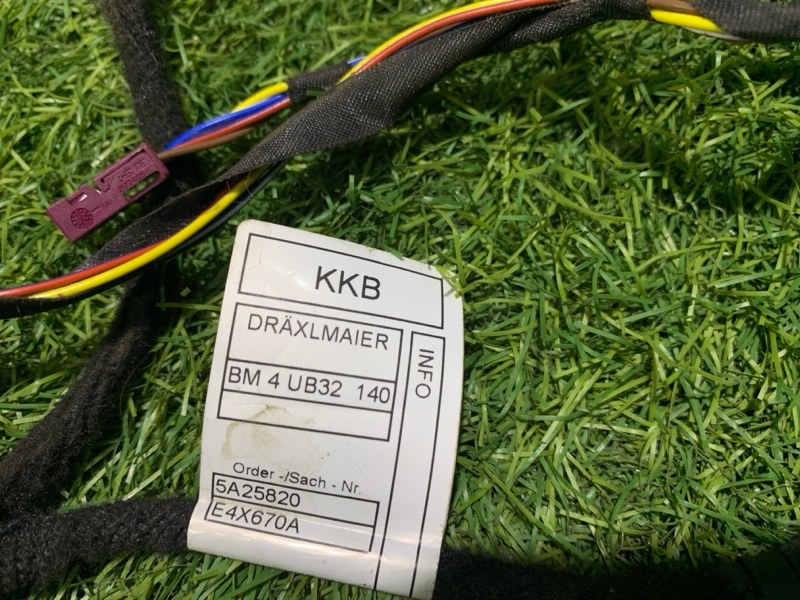 KKB
DRÄXLMAIER
BM 4 UB32 140
INFO
Order -/Sach - Nr.
5A25820
E4X670A